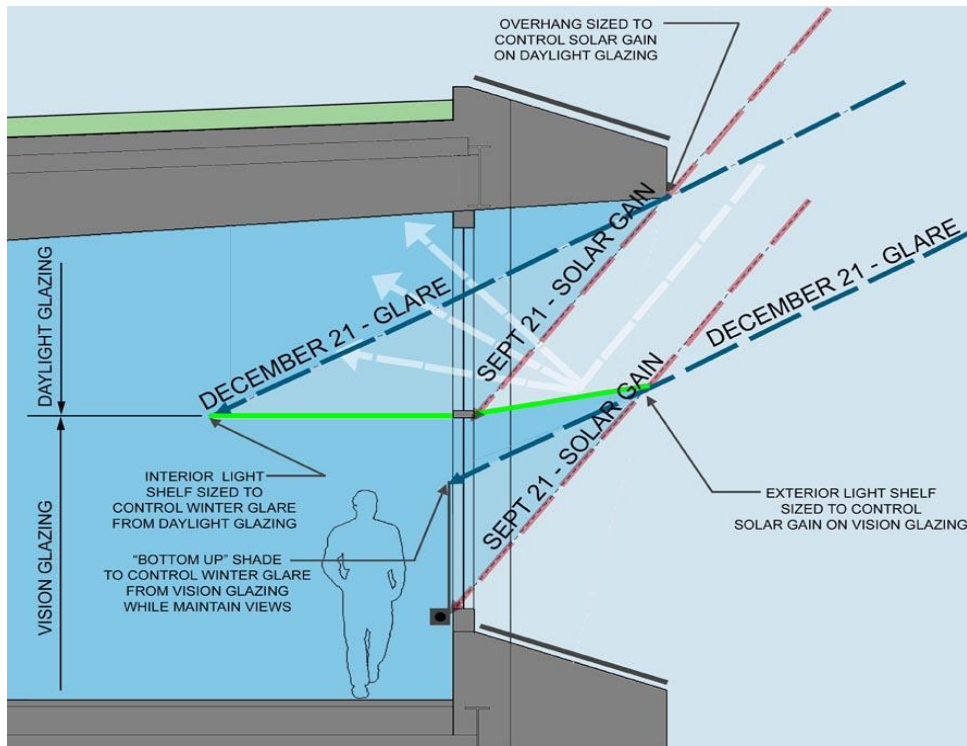 OVERHANG SIZED TO
CONTROL SOLAR GAIN
ON DAYLIGHT GLAZING
DAYLIGHT GLAZING
DECEMBER 21 - GLARE
SEPT 21 - SOLAR GAIN
DECEMBER 21 - GLARE
SEPT 21 - SOLAR GAIN
VISION GLAZING
INTERIOR LIGHT
SHELF SIZED TO
CONTROL WINTER GLARE
FROM DAYLIGHT GLAZING
"BOTTOM UP" SHADE
TO CONTROL WINTER GLARE
FROM VISION GLAZING
WHILE MAINTAIN VIEWS
EXTERIOR LIGHT SHELF
SIZED TO CONTROL
SOLAR GAIN ON VISION GLAZING